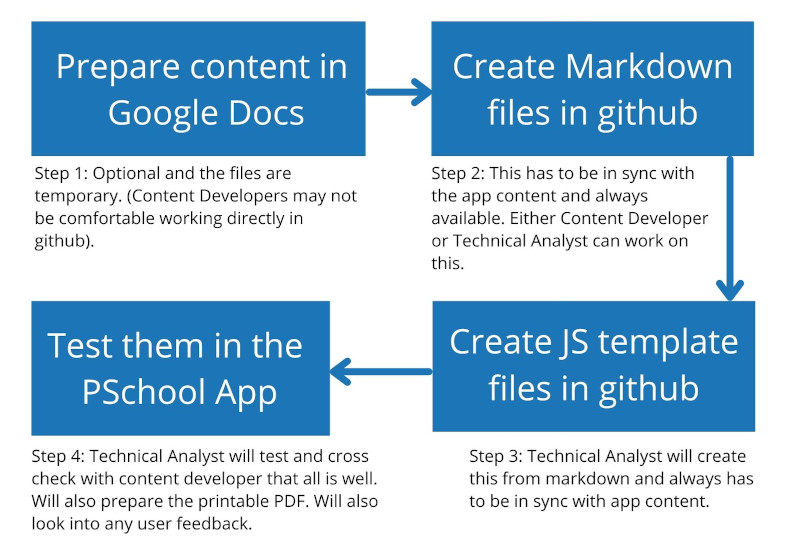 Prepare content in
Google Docs
Step 1: Optional and the files are
temporary. (Content Developers may not
be comfortable working directly in
github).
Create Markdown
files in github
Step 2: This has to be in sync with
the app content and always
available. Either Content Developer
or Technical Analyst can work on
this.
Create JS template
files in github
Step 3: Technical Analyst will create
this from markdown and always has
to be in sync with app content.
Test them in the
PSchool App
Step 4: Technical Analyst will test and cross
check with content developer that all is well.
Will also prepare the printable PDF. Will also
look into any user feedback.